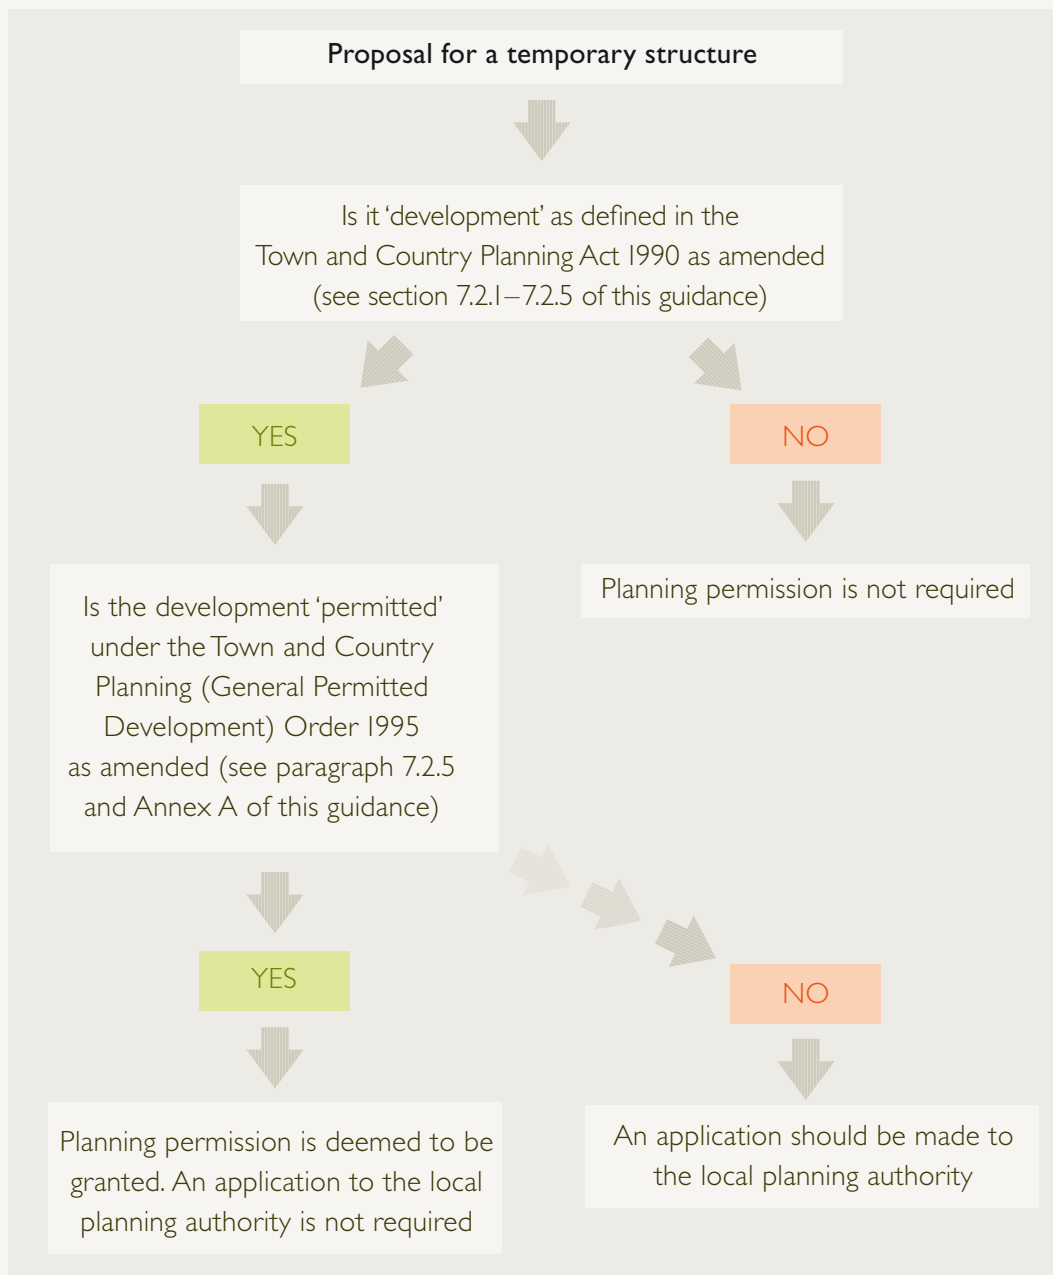 Proposal for a temporary structure
Is it ‘development’ as defined in the
Town and Country Planning Act 1990 as amended
(see section 7.2.1–7.2.5 of this guidance)
YES
NO
Planning permission is not required
Is the development ‘permitted’
under the Town and Country
Planning (General Permitted
Development) Order 1995
as amended (see paragraph 7.2.5
and Annex A of this guidance)
YES
NO
Planning permission is deemed to be
granted. An application to the local
planning authority is not required
An application should be made to
the local planning authority